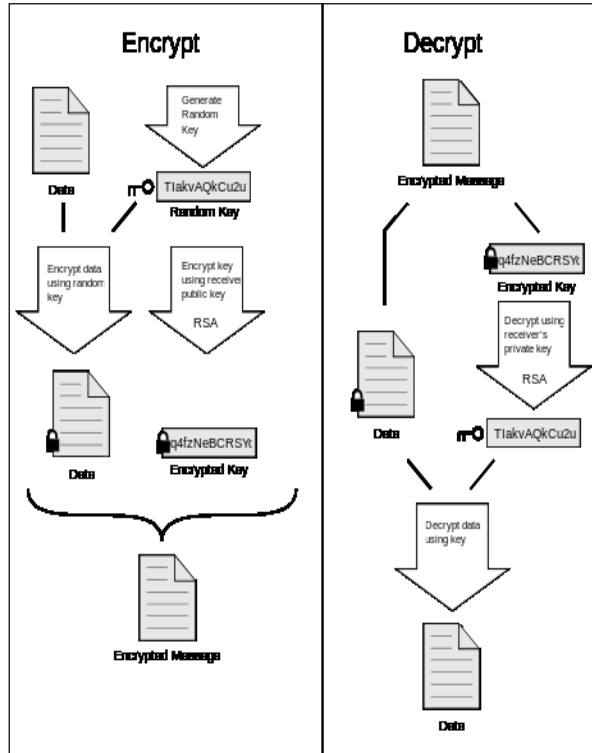 Encrypt
Generate
Random
Key
Data
TIakvAQkCu2u
Random Key
Encrypt data
using random
key
Encrypt key
using receiver
public key
RSA
Data
q4fzNeBCRSYt
Encrypted Key
Encrypted Message
Decrypt
Encrypted Message
q4fzNeBCRSYt
Encrypted Key
Decrypt using
receiver's
private key
RSA
Data
TIakvAQkCu2u
Decrypt data
using key
Data